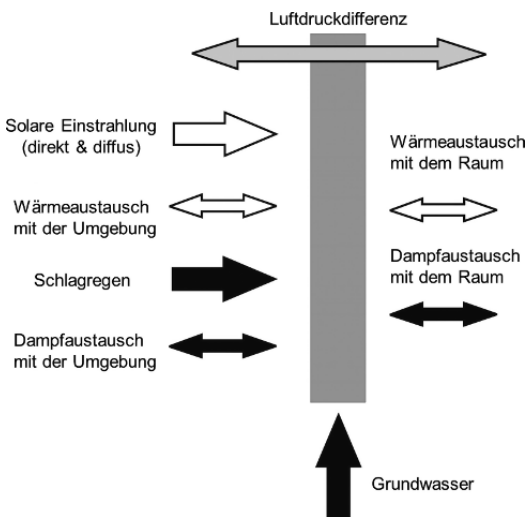 Luftdruckdifferenz
Solare Einstrahlung
(direkt & diffus)
Wärmeaustausch
mit der Umgebung
Schlagregen
Dampfaustausch
mit der Umgebung
Wärmeaustausch
mit dem Raum
Dampfaustausch
mit dem Raum
Grundwasser